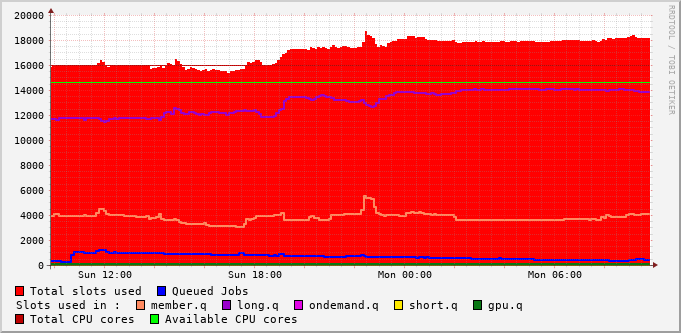 20000
18000
16000
14000
12000
10000
8000
6000
4000
2000
0
Sun 12:00 Sun 18:00 Mon 00:00 Mon 06:00
RRDTOOL / TOBI OETIKER
Total slots used Queued Jobs
Slots used in : member.q long.q ondemand.q short.q gpu.q
Total CPU cores Available CPU cores